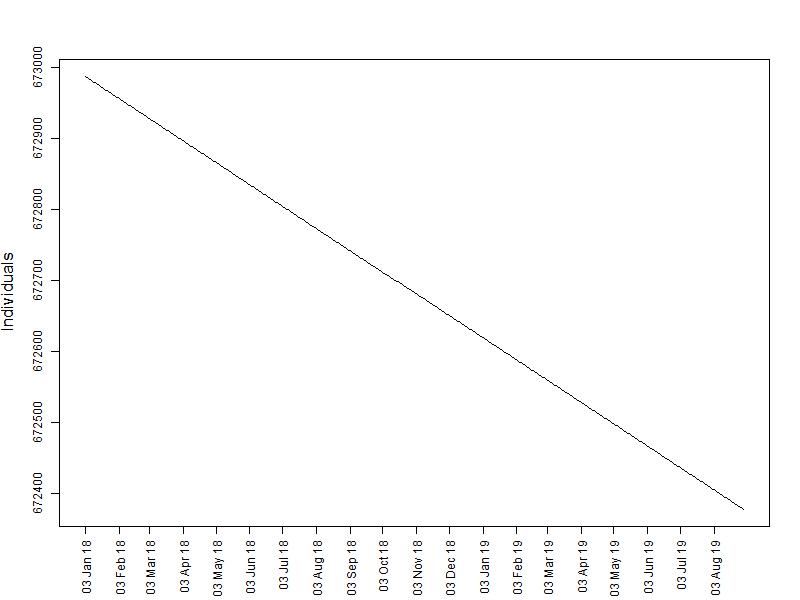 Individuals
673000
672900
672800
672700
672600
672500
672400
03 Jan 18
03 Feb 18
03 Mar 18
03 Apr 18
03 May 18
03 Jun 18
03 Jul 18
03 Aug 18
03 Sep 18
03 Oct 18
03 Nov 18
03 Dec 18
03 Jan 19
03 Feb 19
03 Mar 19
03 Apr 19
03 May 19
03 Jun 19
03 Jul 19
03 Aug 19